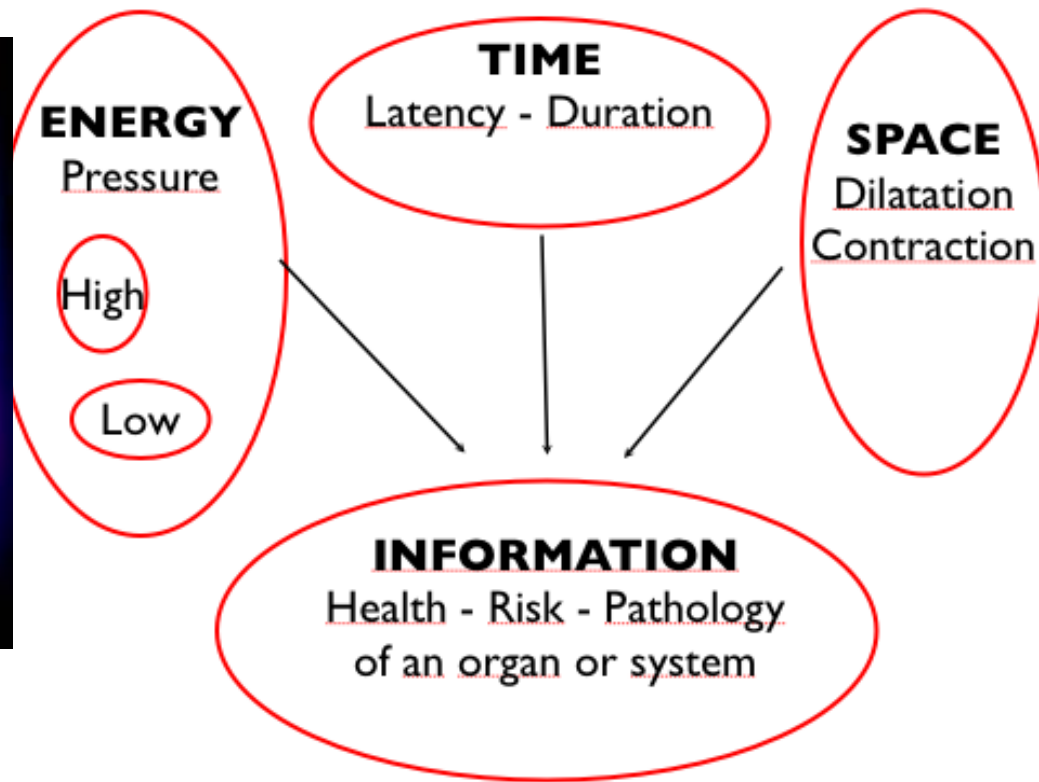 ENERGY
Pressure
High
Low
TIME
Latency - Duration
SPACE
Dilatation
Contraction
INFORMATION
Health - Risk - Pathology
of an organ or system